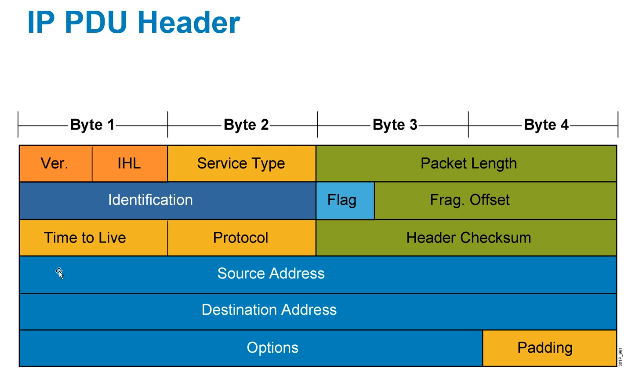 IP PDU Header
Byte 1 Byte 2 Byte 3 Byte 4
Ver. IHL Service Type Packet Length
Identification Flag Frag. Offset
Time to Live Protocol Header Checksum
Source Address
Destination Address
Options Padding